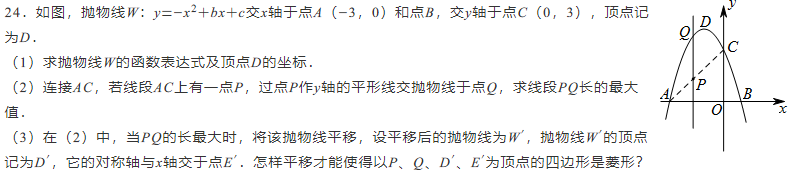 24．如图，抛物线W：y=−x²+bx+c交x轴于点A（−3，0）和点B，交y轴于点C（0，3），顶点记
为D．
（1）求抛物线W的函数表达式及顶点D的坐标．
（2）连接AC，若线段AC上有一点P，过点P作y轴的平形线交抛物线于点Q，求线段PQ长的最大
值．
（3）在（2）中，当PQ的长最大时，将该抛物线平移，设平移后的抛物线为W′，抛物线W′的顶点
记为D′，它的对称轴与x轴交于点E′．怎样平移才能使得以P、Q、D′、E′为顶点的四边形是菱形？
y
D
Q
C
P
A
B
O
x